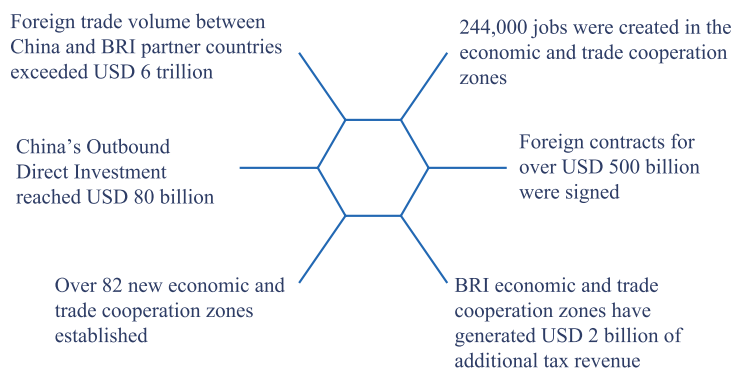 Foreign trade volume between
China and BRI partner countries
exceeded USD 6 trillion
244,000 jobs were created in the
economic and trade cooperation
zones
China’s Outbound
Direct Investment
reached USD 80 billion
Foreign contracts for
over USD 500 billion
were signed
Over 82 new economic and
trade cooperation zones
established
BRI economic and trade
cooperation zones have
generated USD 2 billion of
additional tax revenue